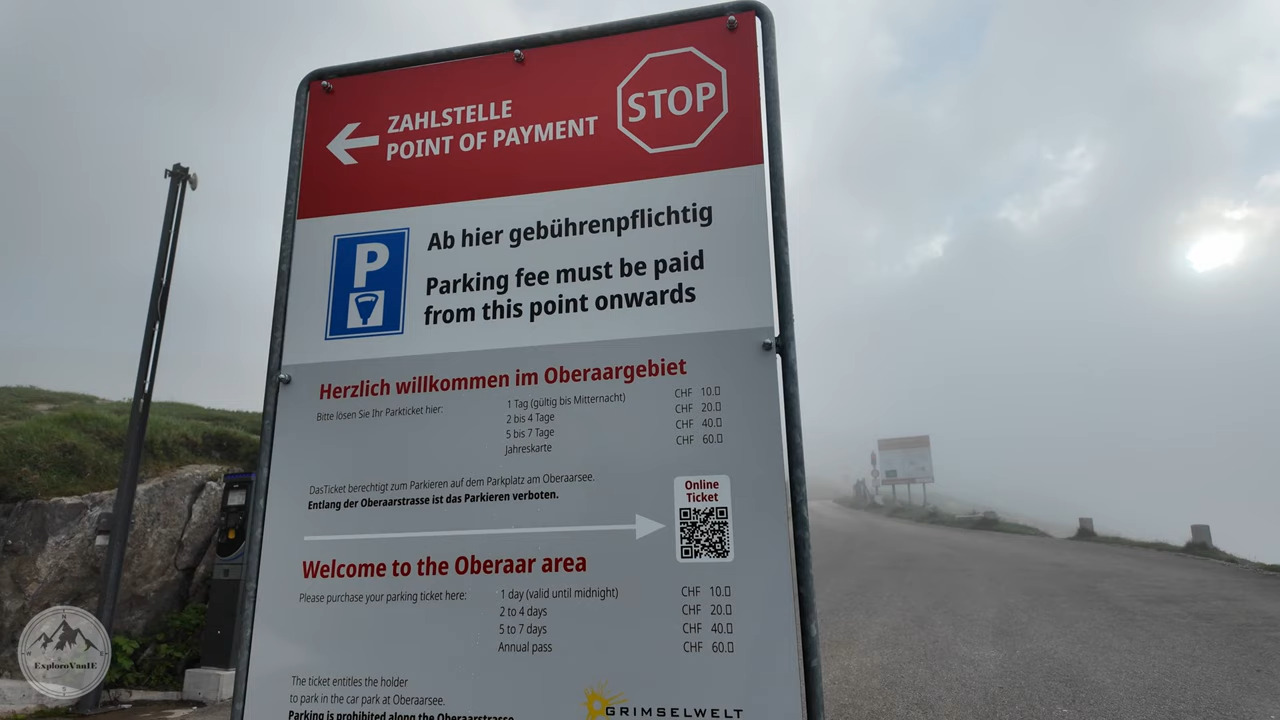 ZAHLSTELLE
POINT OF PAYMENT
STOP
P
Ab hier gebührenpflichtig
Parking fee must be paid
from this point onwards
Herzlich willkommen im Oberaargebiet
Bitte lösen Sie Ihr Parkticket hier:
1 Tag (gültig bis Mitternacht) CHF 10.▯
2 bis 4 Tage CHF 20.▯
5 bis 7 Tage CHF 40.▯
Jahreskarte CHF 60.▯
DasTicket berechtigt zum Parkieren auf dem Parkplatz am Oberaarsee.
Entlang der Oberaarstrasse ist das Parkieren verboten.
Online
Ticket
Welcome to the Oberaar area
Please purchase your parking ticket here:
1 day (valid until midnight) CHF 10.▯
2 to 4 days CHF 20.▯
5 to 7 days CHF 40.▯
Annual pass CHF 60.▯
The ticket entitles the holder
to park in the car park at Oberaarsee.
Parking is prohibited along the Oberaarstrasse
GRIMSELWELT
N
ExploroVanIE